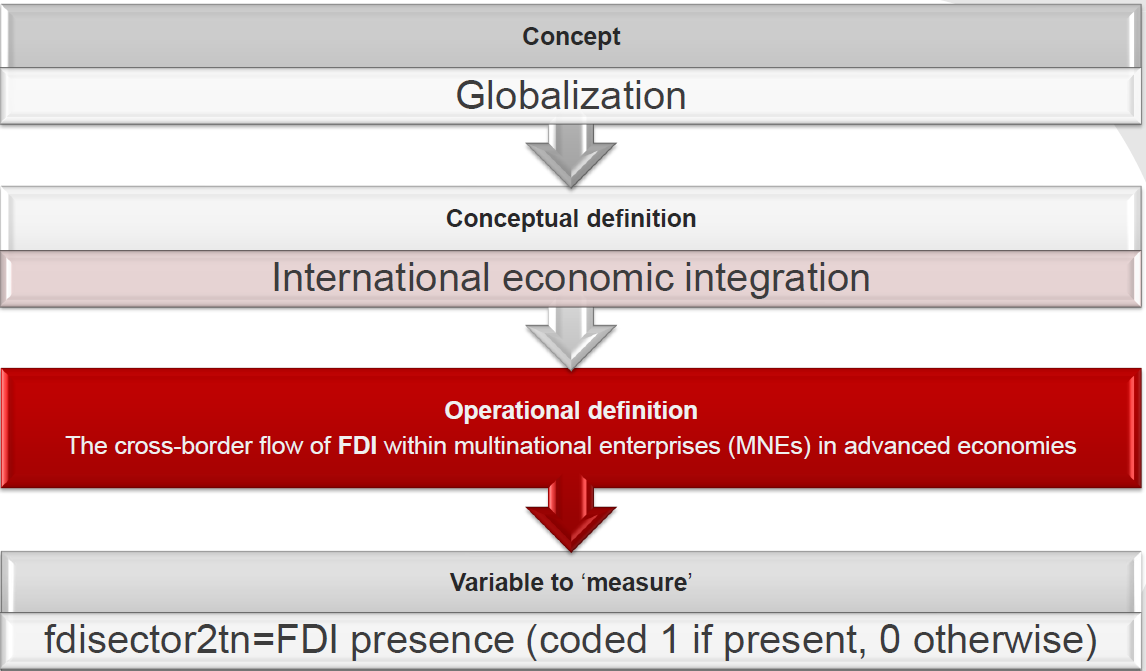 Concept
Globalization
Conceptual definition
International economic integration
Operational definition
The cross-border flow of FDI within multinational enterprises (MNEs) in advanced economies
Variable to ‘measure’
fdisector2tn=FDI presence (coded 1 if present, 0 otherwise)